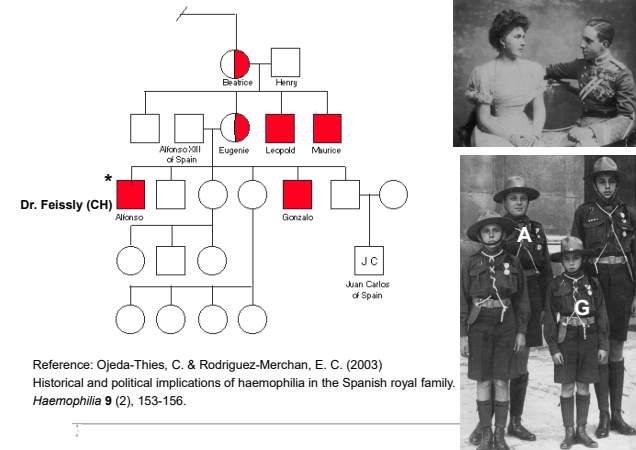 Beatrice
Henry
Alfonso XIII
of Spain
Eugenie
Leopold
Maurice
*
Dr. Feissly (CH)
Alfonso
Gonzalo
J C
Juan Carlos
of Spain
A
G
Reference: Ojeda-Thies, C. & Rodriguez-Merchan, E. C. (2003)
Historical and political implications of haemophilia in the Spanish royal family.
Haemophilia 9 (2), 153-156.